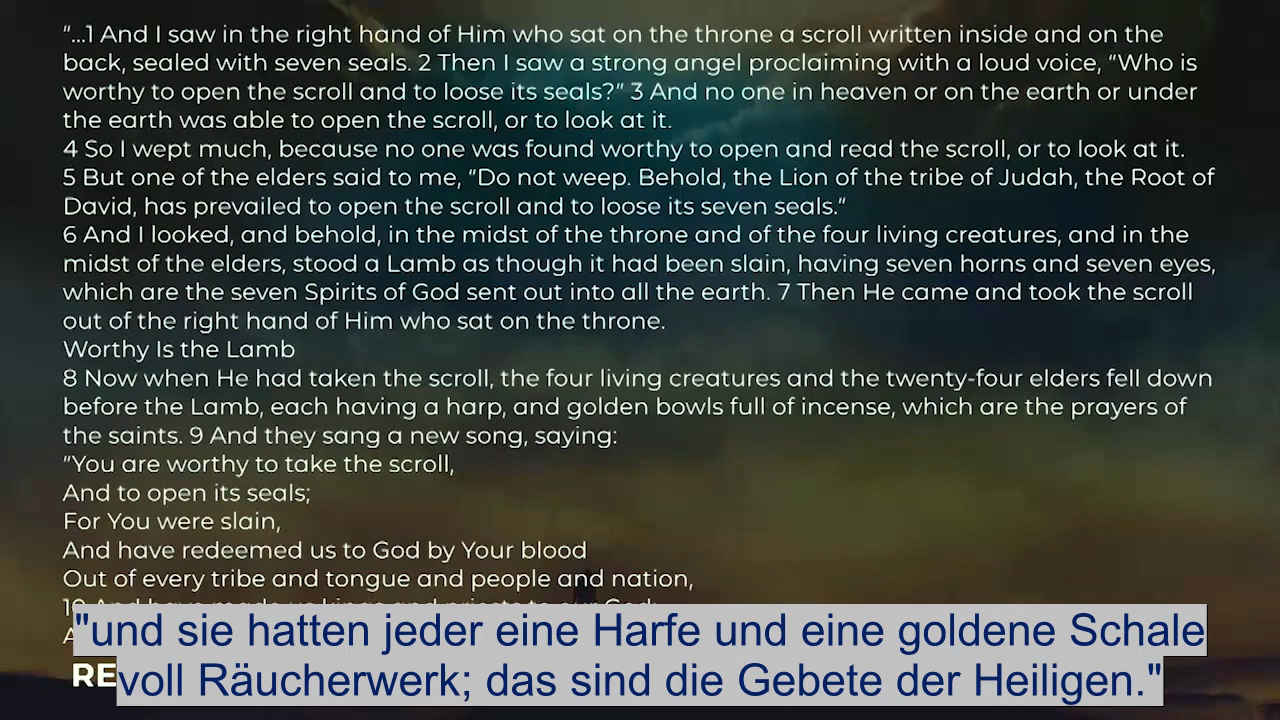 "...1 And I saw in the right hand of Him who sat on the throne a scroll written inside and on the
back, sealed with seven seals. 2 Then I saw a strong angel proclaiming with a loud voice, "Who is
worthy to open the scroll and to loose its seals?" 3 And no one in heaven or on the earth or under
the earth was able to open the scroll, or to look at it.
4 So I wept much, because no one was found worthy to open and read the scroll, or to look at it.
5 But one of the elders said to me, "Do not weep. Behold, the Lion of the tribe of Judah, the Root of
David, has prevailed to open the scroll and to loose its seven seals."
6 And I looked, and behold, in the midst of the throne and of the four living creatures, and in the
midst of the elders, stood a Lamb as though it had been slain, having seven horns and seven eyes,
which are the seven Spirits of God sent out into all the earth. 7 Then He came and took the scroll
out of the right hand of Him who sat on the throne.
Worthy Is the Lamb
8 Now when He had taken the scroll, the four living creatures and the twenty-four elders fell down
before the Lamb, each having a harp, and golden bowls full of incense, which are the prayers of
the saints. 9 And they sang a new song, saying:
"You are worthy to take the scroll,
And to open its seals;
For You were slain,
And have redeemed us to God by Your blood
Out of every tribe and tongue and people and nation,
10 And have made us kings and priests to our God;
"und sie hatten jeder eine Harfe und eine goldene Schale
voll Räucherwerk; das sind die Gebete der Heiligen."